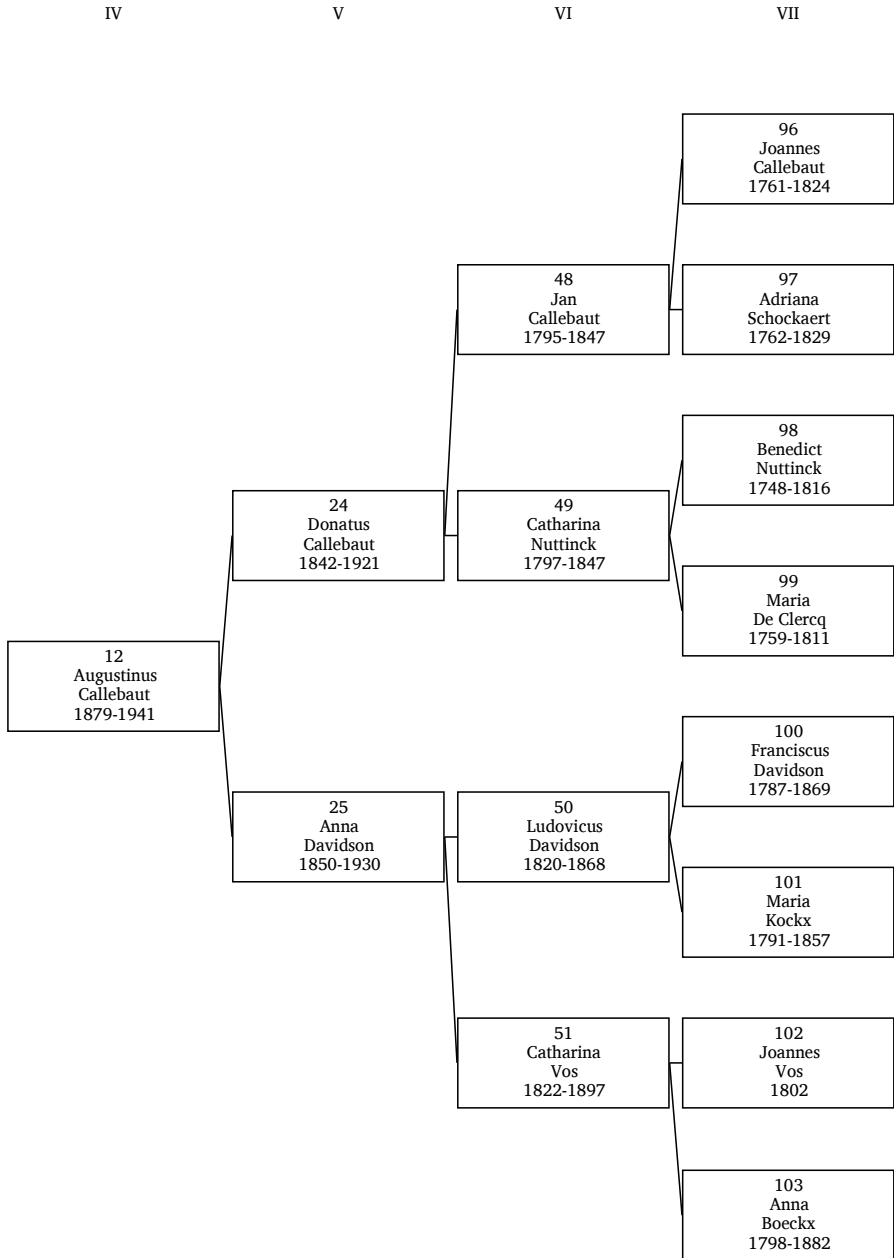 IV V VI VII
96
Joannes
Callebaut
1761-1824
48
Jan
Callebaut
1795-1847
97
Adriana
Schockaert
1762-1829
98
Benedict
Nuttinck
1748-1816
24
Donatus
Callebaut
1842-1921
49
Catharina
Nuttinck
1797-1847
99
Maria
De Clercq
1759-1811
12
Augustinus
Callebaut
1879-1941
100
Franciscus
Davidson
1787-1869
25
Anna
Davidson
1850-1930
50
Ludovicus
Davidson
1820-1868
101
Maria
Kockx
1791-1857
51
Catharina
Vos
1822-1897
102
Joannes
Vos
1802
103
Anna
Boeckx
1798-1882